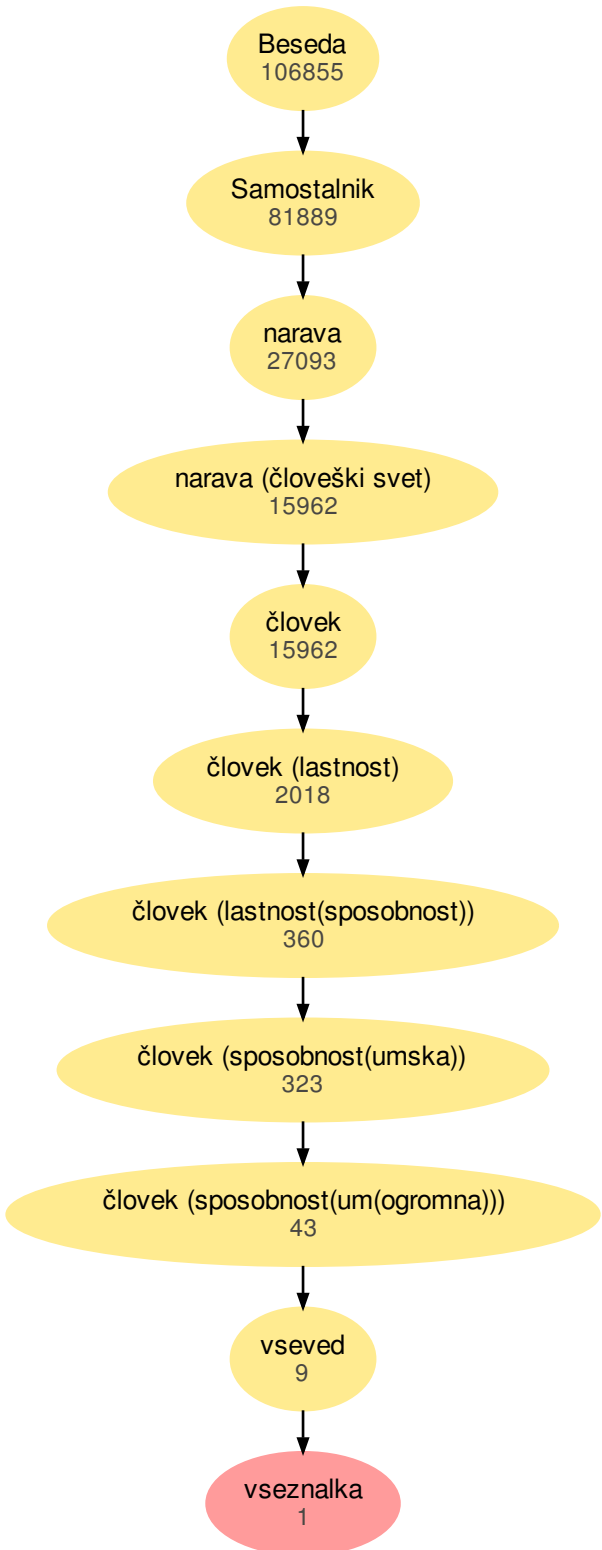 Beseda
106855
Samostalnik
81889
narava
27093
narava (človeški svet)
15962
človek
15962
človek (lastnost)
2018
človek (lastnost(sposobnost))
360
človek (sposobnost(umska))
323
človek (sposobnost(um(ogromna)))
43
vseved
9
vseznalka
1